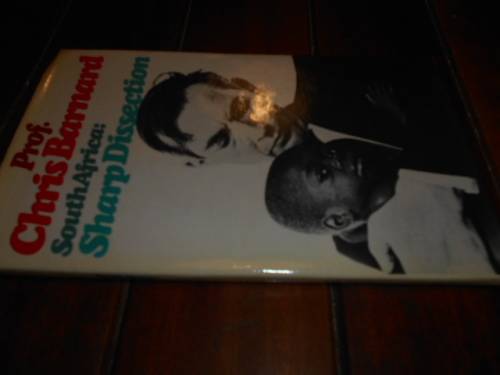 Prof.
Chris Barnard
South Africa:
Sharp Dissection